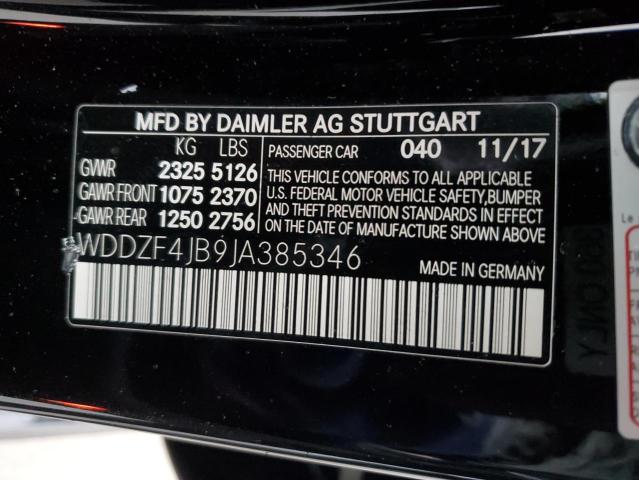 MFD BY DAIMLER AG STUTTGART
KG LBS
GVWR 2325 5126
GAWR FRONT 1075 2370
GAWR REAR 1250 2756
PASSENGER CAR 040 11/17
THIS VEHICLE CONFORMS TO ALL APPLICABLE
U.S. FEDERAL MOTOR VEHICLE SAFETY,BUMPER
AND THEFT PREVENTION STANDARDS IN EFFECT
ON THE DATE OF MANUFACTURE SHOWN ABOVE
WDDZF4JB9JA385346
MADE IN GERMANY
Le
ONLY